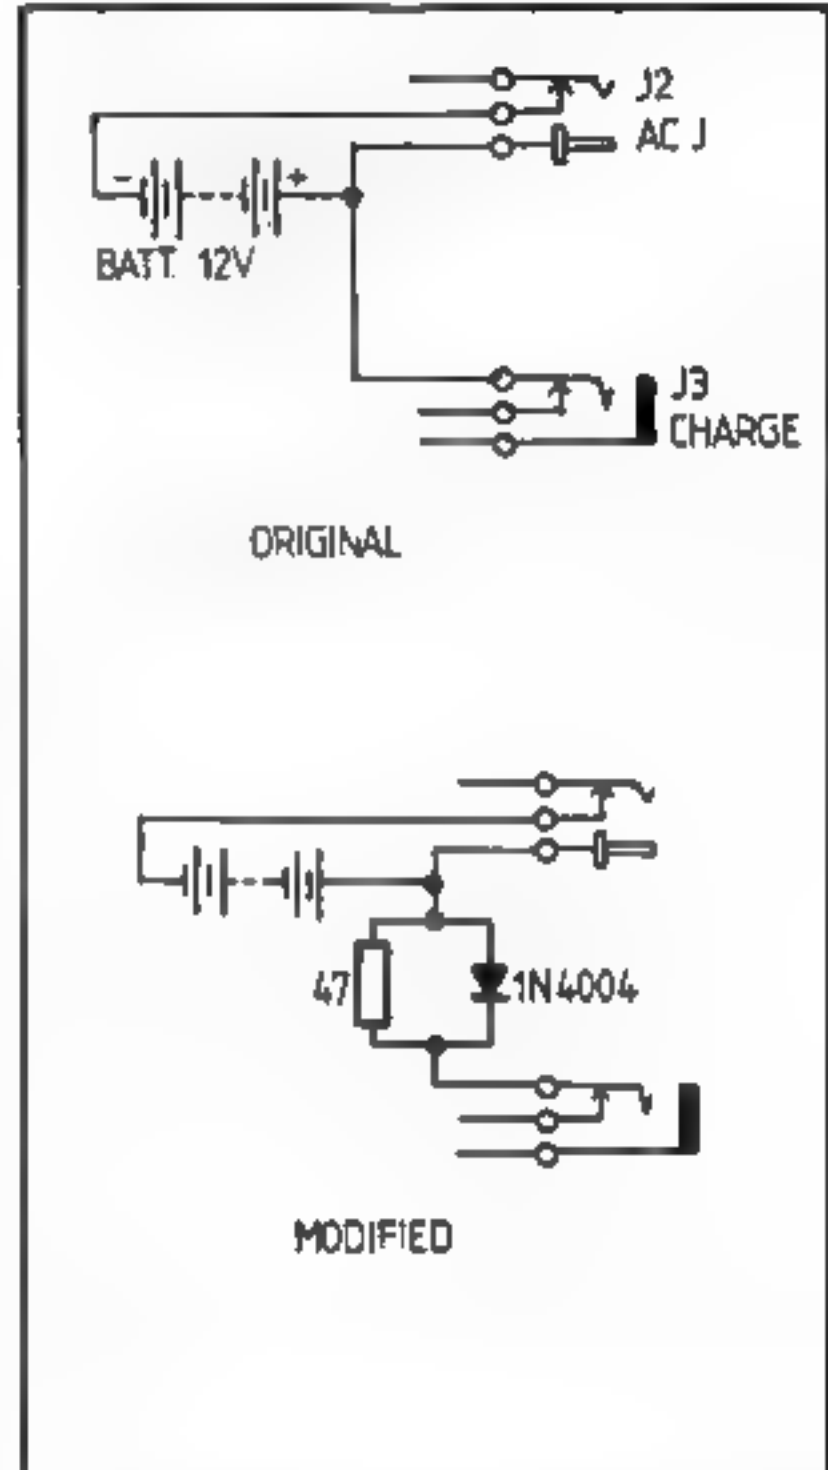 J2
AC J
- +
BATT. 12V
J3
CHARGE
ORIGINAL
47 1N4004
MODIFIED